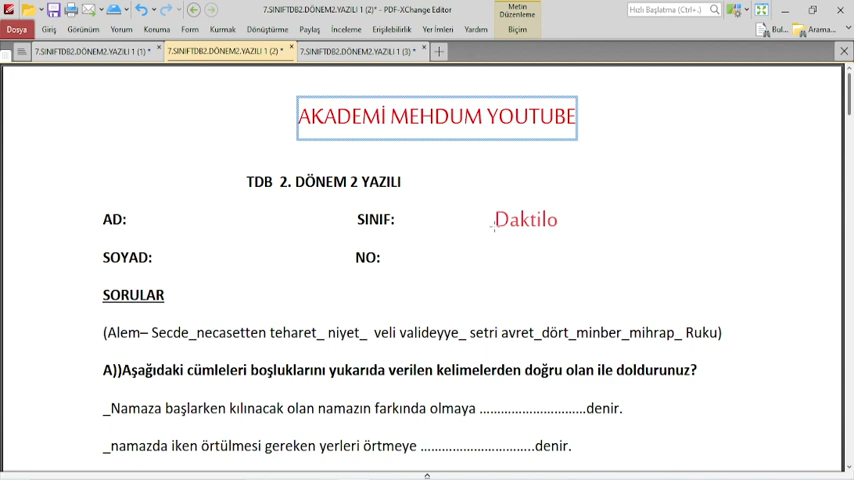 7.SINIFTDB2.DÖNEM2.YAZILI 1 (2)* - PDF-XChange Editor
Metin Düzenleme
Hızlı Başlatma (Ctrl+.)
Dosya Giriş Görünüm Yorum Koruma Form Düzenle Dönüştürme Paylaş İnceleme Erişilebilirlik Yer İmleri Yardım Biçim Bul... Arama...
7.SINIFTDB2.DÖNEM2.YAZILI 1 (1) * 7.SINIFTDB2.DÖNEM2.YAZILI 1 (2) * 7.SINIFTDB2.DÖNEM2.YAZILI 1 (3) *
AKADEMİ MEHDUM YOUTUBE
TDB 2. DÖNEM 2 YAZILI
AD: SINIF: Daktilo
SOYAD: NO:
SORULAR
(Alem– Secde_necasetten teharet_ niyet_ veli valideyye_ setri avret_dört_minber_mihrap_ Ruku)
A))Aşağıdaki cümleleri boşluklarını yukarıda verilen kelimelerden doğru olan ile doldurunuz?
_Namaza başlarken kılınacak olan namazın farkında olmaya …………………………denir.
_namazda iken örtülmesi gereken yerleri örtmeye ………………………..denir.